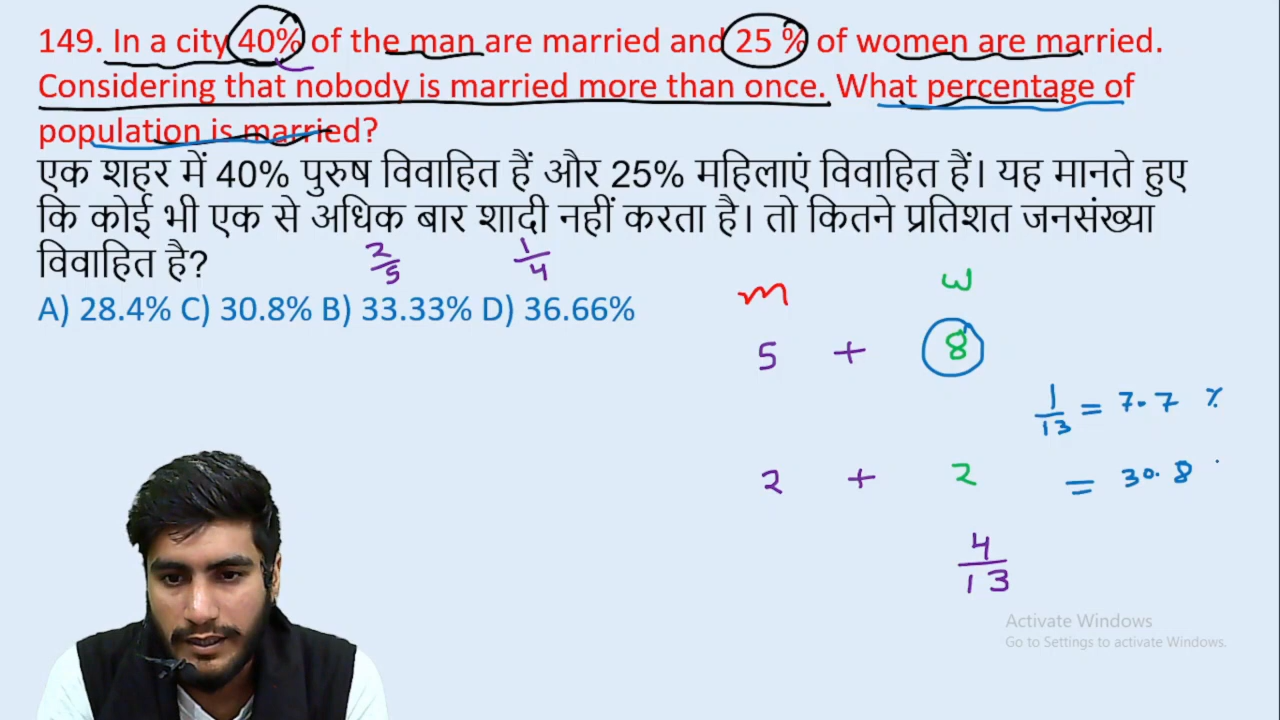 149. In a city 40% of the man are married and 25 % of women are married.
Considering that nobody is married more than once. What percentage of
population is married?
एक शहर में 40% पुरुष विवाहित हैं और 25% महिलाएं विवाहित हैं। यह मानते हुए
कि कोई भी एक से अधिक बार शादी नहीं करता है। तो कितने प्रतिशत जनसंख्या
विवाहित है?
2/5 1/4
A) 28.4% C) 30.8% B) 33.33% D) 36.66%
m w
5 + 8
1/13 = 7.7 %
2 + 2 = 30.8
4/13
Activate Windows
Go to Settings to activate Windows.